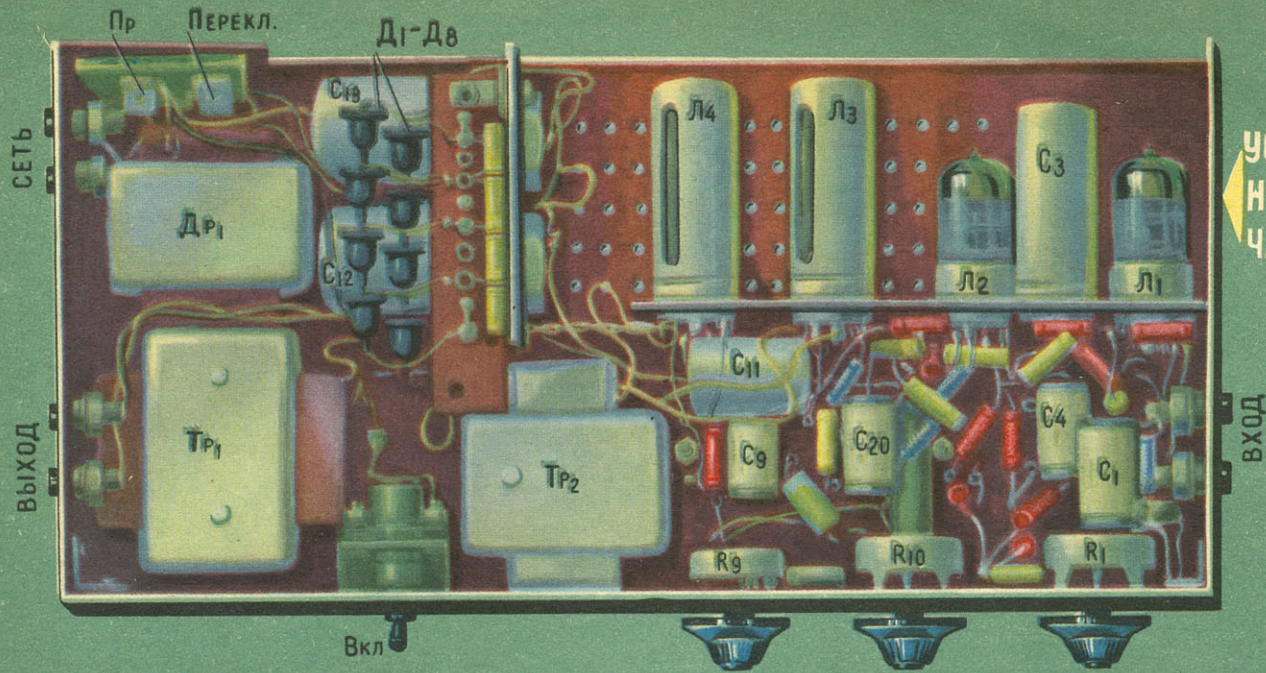 Пр
Перекл.
Д1-Д8
С19
С12
СЕТЬ
Др1
Тр1
ВЫХОД
Вкл
Тр2
Л4
Л3
С3
Л2
Л1
С11
С9
С20
С4
С1
R9
R10
R1
ВХОД